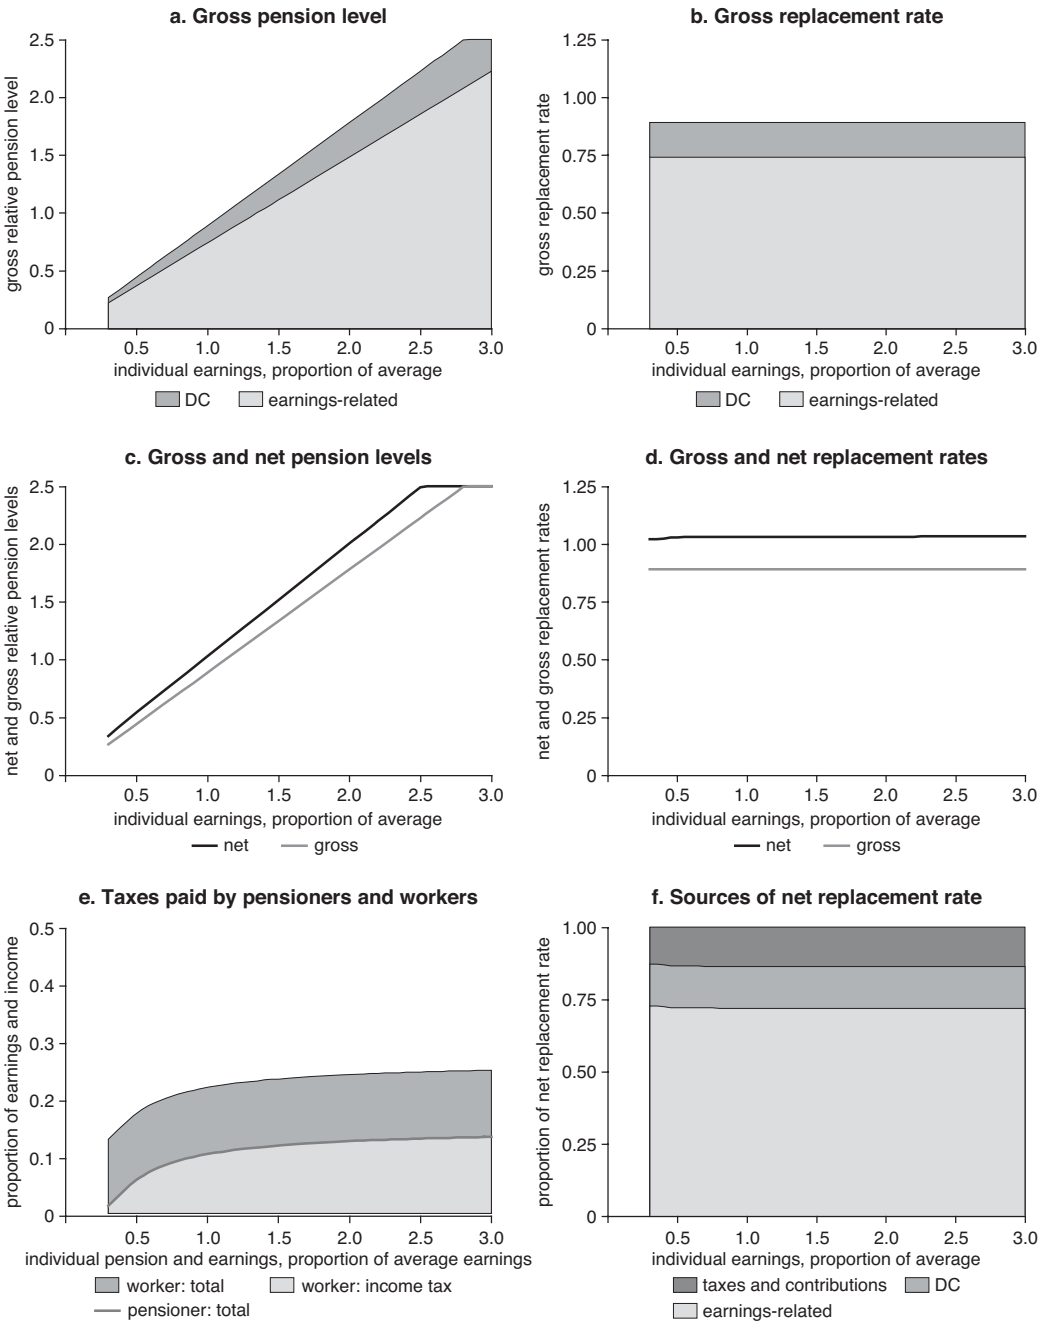 a. Gross pension level
gross relative pension level
2.5
2.0
1.5
1.0
0.5
0
0.5 1.0 1.5 2.0 2.5 3.0
individual earnings, proportion of average
DC earnings-related
b. Gross replacement rate
gross replacement rate
1.25
1.00
0.75
0.50
0.25
0
0.5 1.0 1.5 2.0 2.5 3.0
individual earnings, proportion of average
DC earnings-related
c. Gross and net pension levels
net and gross relative pension levels
2.5
2.0
1.5
1.0
0.5
0
0.5 1.0 1.5 2.0 2.5 3.0
individual earnings, proportion of average
net gross
d. Gross and net replacement rates
net and gross replacement rates
1.25
1.00
0.75
0.50
0.25
0
0.5 1.0 1.5 2.0 2.5 3.0
individual earnings, proportion of average
net gross
e. Taxes paid by pensioners and workers
proportion of earnings and income
0.5
0.4
0.3
0.2
0.1
0
0.5 1.0 1.5 2.0 2.5 3.0
individual pension and earnings, proportion of average earnings
worker: total worker: income tax
pensioner: total
f. Sources of net replacement rate
proportion of net replacement rate
1.00
0.75
0.50
0.25
0
0.5 1.0 1.5 2.0 2.5 3.0
individual earnings, proportion of average
taxes and contributions DC
earnings-related